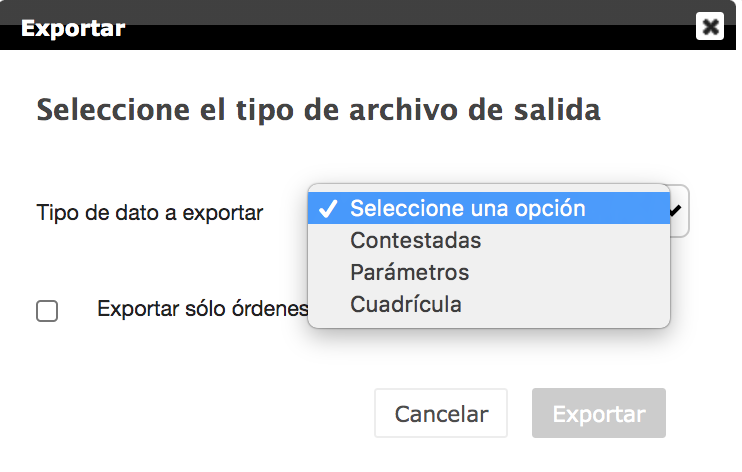 Exportar
Seleccione el tipo de archivo de salida
Tipo de dato a exportar
Seleccione una opción
Contestadas
Parámetros
Cuadrícula
Exportar sólo órdenes
Cancelar
Exportar